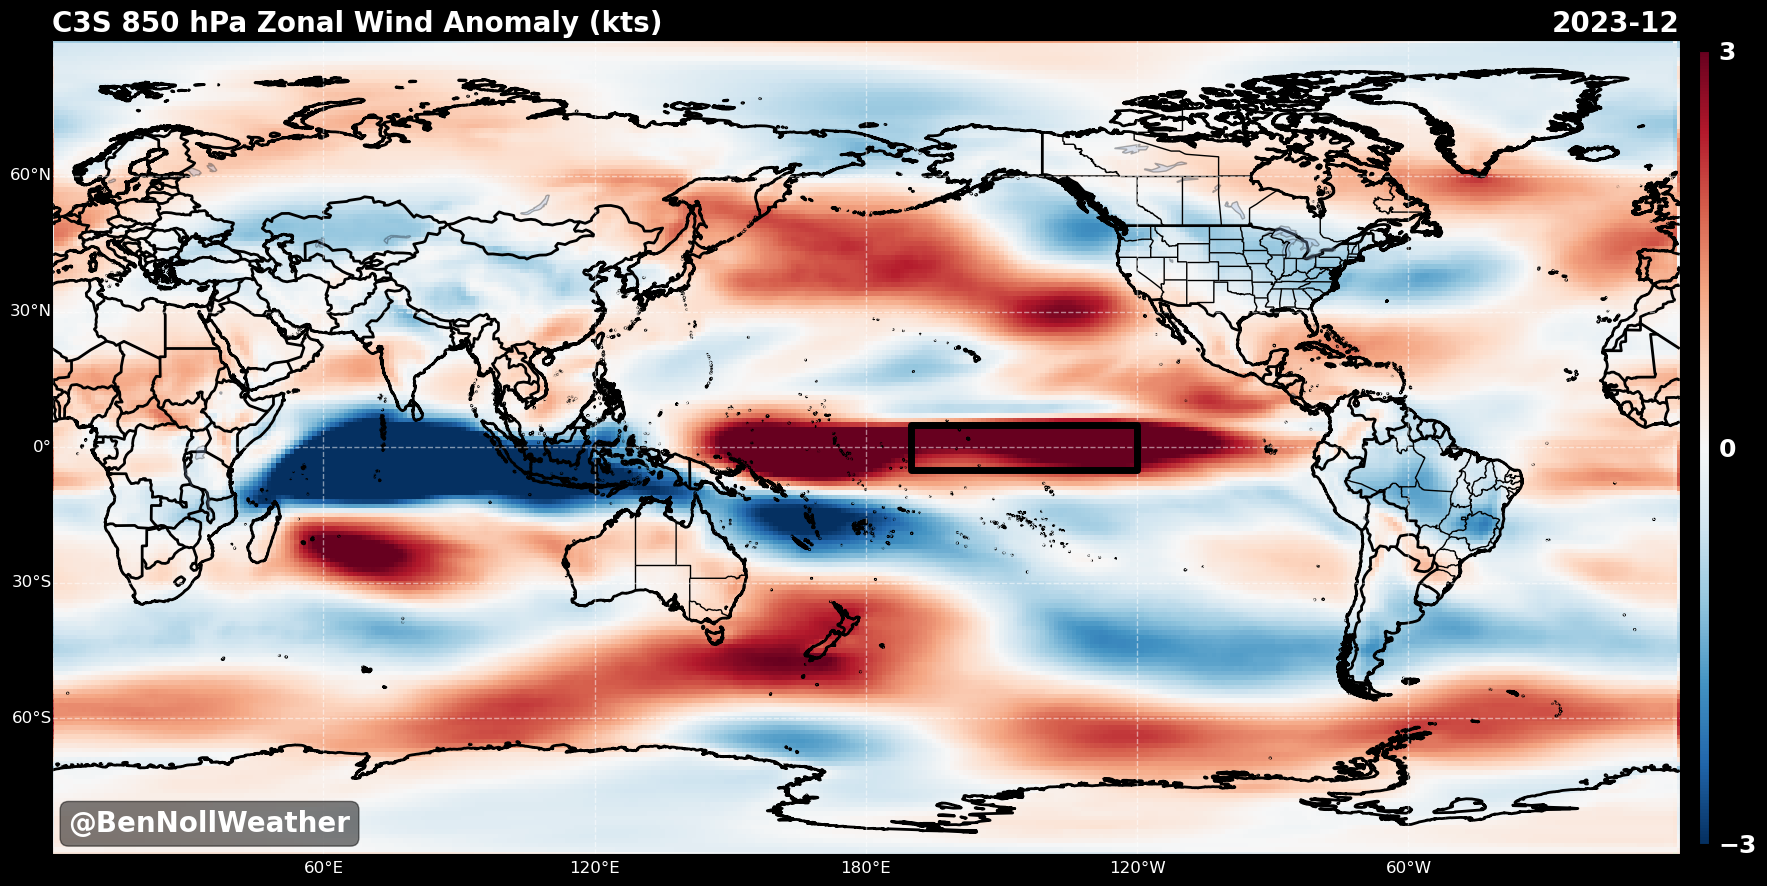 C3S 850 hPa Zonal Wind Anomaly (kts)
2023-12
3
60°N
30°N
0°
0
30°S
60°S
@BenNollWeather
−3
60°E
120°E
180°E
120°W
60°W